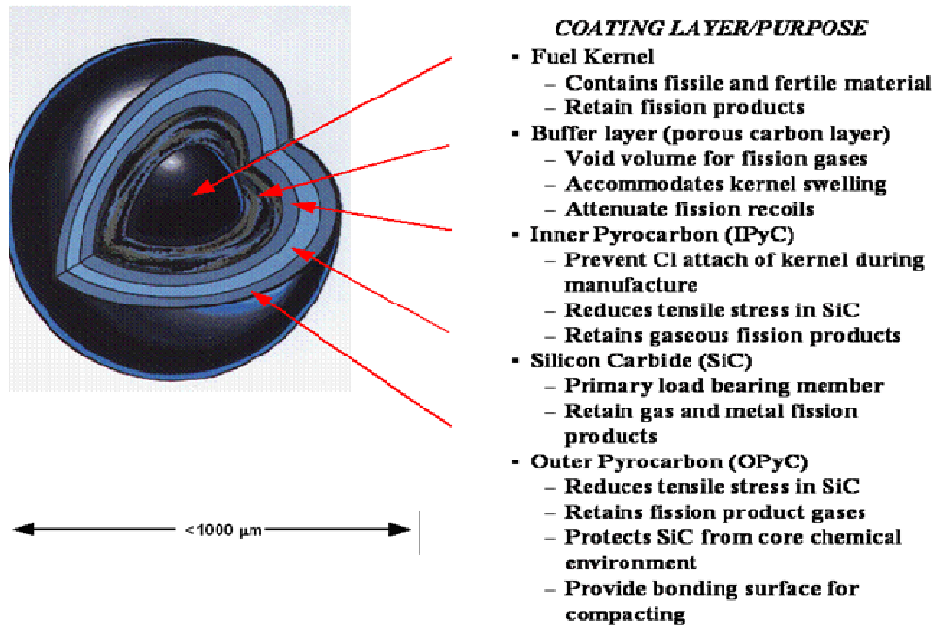 COATING LAYER/PURPOSE
- Fuel Kernel
– Contains fissile and fertile material
– Retain fission products
- Buffer layer (porous carbon layer)
– Void volume for fission gases
– Accommodates kernel swelling
– Attenuate fission recoils
- Inner Pyrocarbon (IPyC)
– Prevent Cl attach of kernel during
manufacture
– Reduces tensile stress in SiC
– Retains gaseous fission products
- Silicon Carbide (SiC)
– Primary load bearing member
– Retain gas and metal fission
products
- Outer Pyrocarbon (OPyC)
– Reduces tensile stress in SiC
– Retains fission product gases
– Protects SiC from core chemical
environment
– Provide bonding surface for
compacting
<1000 µm